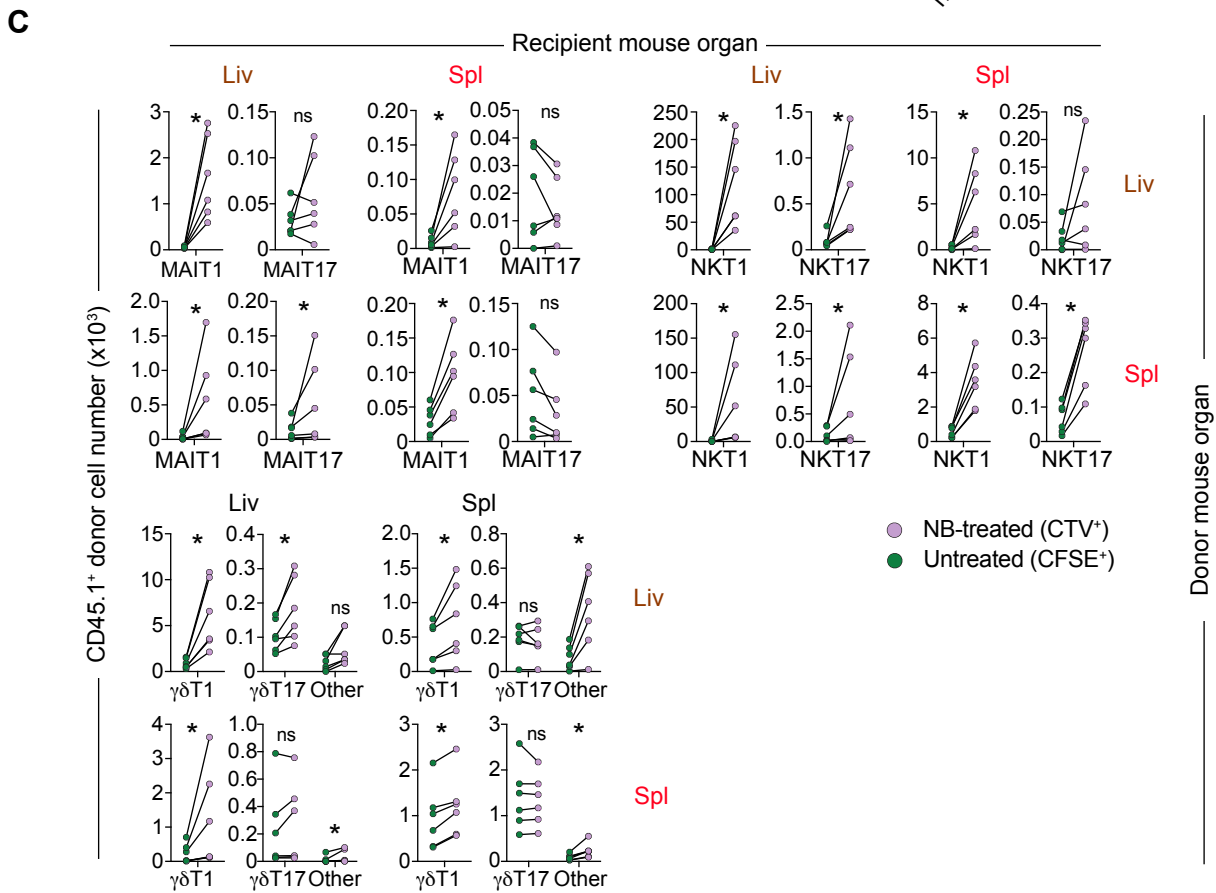 C
Recipient mouse organ
Liv Spl Liv Spl
CD45.1+ donor cell number (x10³)
Donor mouse organ
3 2 1 0 * MAIT1
0.15 0.10 0.05 0.00 ns MAIT17
0.20 0.15 0.10 0.05 0.00 * MAIT1
0.05 0.04 0.03 0.02 0.01 0.00 ns MAIT17
250 200 150 100 50 0 * NKT1
1.5 1.0 0.5 0.0 * NKT17
15 10 5 0 * NKT1
0.25 0.20 0.15 0.10 0.05 0.00 ns NKT17
Liv
2.0 1.5 1.0 0.5 0.0 * MAIT1
0.20 0.15 0.10 0.05 0.00 * MAIT17
0.20 0.15 0.10 0.05 0.00 * MAIT1
0.15 0.10 0.05 0.00 ns MAIT17
200 150 100 50 0 * NKT1
2.5 2.0 1.5 1.0 0.5 0.0 * NKT17
8 6 4 2 0 * NKT1
0.4 0.3 0.2 0.1 0 * NKT17
Spl
Liv Spl
15 10 5 0 * γδT1
0.4 0.3 0.2 0.1 0 * ns γδT17 Other
2.0 1.5 1.0 0.5 0.0 * γδT1
0.8 0.6 0.4 0.2 0 ns * γδT17 Other
Liv
4 3 2 1 0 * γδT1
1.0 0.8 0.6 0.4 0.2 0 ns * γδT17 Other
3 2 1 0 * γδT1
3 2 1 0 ns * γδT17 Other
Spl
NB-treated (CTV+)
Untreated (CFSE+)